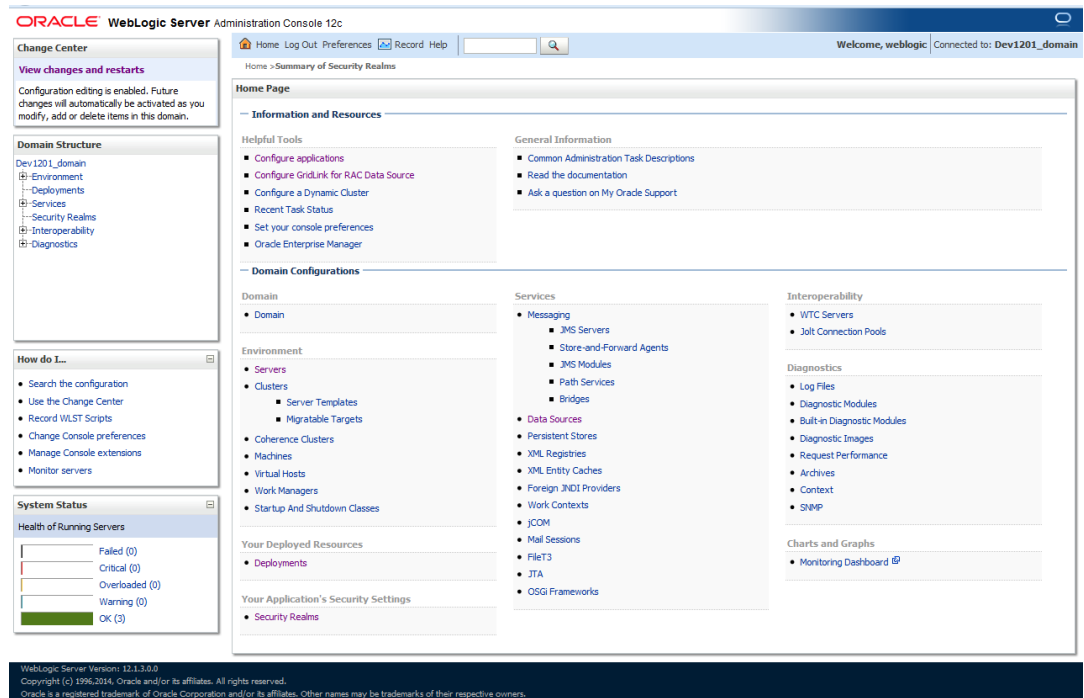 ORACLE WebLogic Server Administration Console 12c
Change Center
View changes and restarts
Configuration editing is enabled. Future
changes will automatically be activated as you
modify, add or delete items in this domain.
Domain Structure
Dev1201_domain
Environment
Deployments
Services
Security Realms
Interoperability
Diagnostics
How do I...
Search the configuration
Use the Change Center
Record WLST Scripts
Change Console preferences
Manage Console extensions
Monitor servers
System Status
Health of Running Servers
Failed (0)
Critical (0)
Overloaded (0)
Warning (0)
OK (3)
Home Log Out Preferences Record Help
Welcome, weblogic Connected to: Dev1201_domain
Home >Summary of Security Realms
Home Page
Information and Resources
Helpful Tools
Configure applications
Configure GridLink for RAC Data Source
Configure a Dynamic Cluster
Recent Task Status
Set your console preferences
Oracle Enterprise Manager
General Information
Common Administration Task Descriptions
Read the documentation
Ask a question on My Oracle Support
Domain Configurations
Domain
Domain
Environment
Servers
Clusters
Server Templates
Migratable Targets
Coherence Clusters
Machines
Virtual Hosts
Work Managers
Startup And Shutdown Classes
Your Deployed Resources
Deployments
Your Application's Security Settings
Security Realms
Services
Messaging
JMS Servers
Store-and-Forward Agents
JMS Modules
Path Services
Bridges
Data Sources
Persistent Stores
XML Registries
XML Entity Caches
Foreign JNDI Providers
Work Contexts
jCOM
Mail Sessions
FileT3
JTA
OSGi Frameworks
Interoperability
WTC Servers
Jolt Connection Pools
Diagnostics
Log Files
Diagnostic Modules
Built-in Diagnostic Modules
Diagnostic Images
Request Performance
Archives
Context
SNMP
Charts and Graphs
Monitoring Dashboard
WebLogic Server Version: 12.1.3.0.0
Copyright (c) 1996,2014, Oracle and/or its affiliates. All rights reserved.
Oracle is a registered trademark of Oracle Corporation and/or its affiliates. Other names may be trademarks of their respective owners.